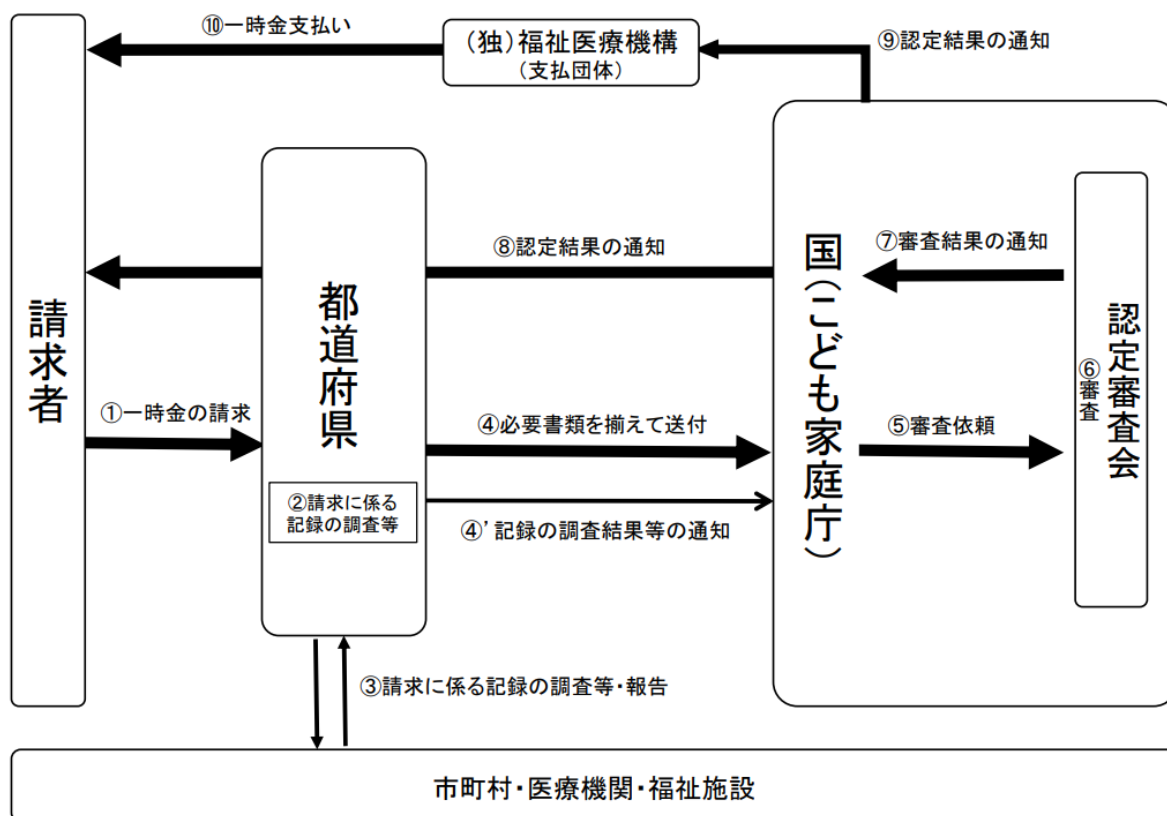 ⑩一時金支払い
(独)福祉医療機構
(支払団体)
⑨認定結果の通知
請求者
都道府県
⑧認定結果の通知
国(こども家庭庁)
⑦審査結果の通知
認定審査会
⑥審査
①一時金の請求
④必要書類を揃えて送付
⑤審査依頼
②請求に係る
記録の調査等
④'記録の調査結果等の通知
③請求に係る記録の調査等・報告
市町村・医療機関・福祉施設